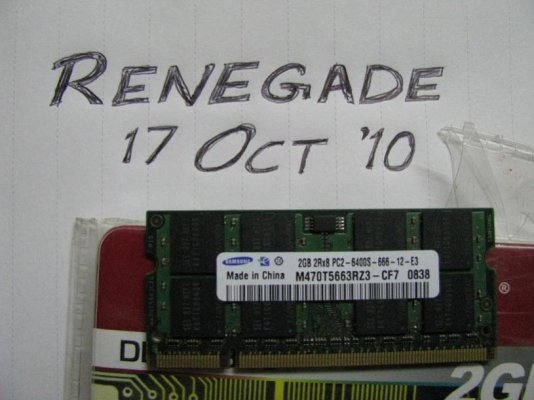 RENEGADE
17 OCT '10
SAMSUNG
2GB 2Rx8 PC2-6400S-666-12-E3
Made in China
M470T5663RZ3-CF7 0838
®
2G